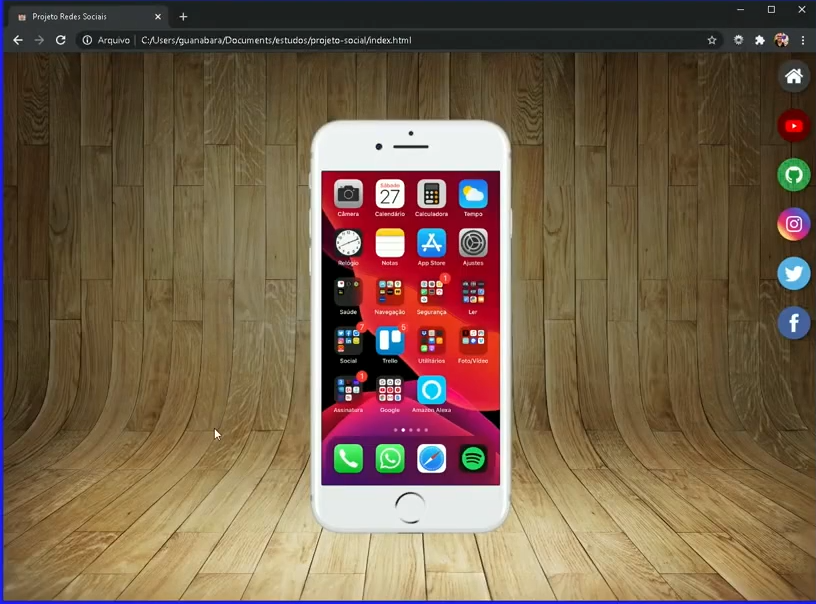 Projeto Redes Sociais
Arquivo
C:/Users/guanabara/Documents/estudos/projeto-social/index.html
Sábado
27
Câmera
Calendário
Calculadora
Tempo
Relógio
Notas
App Store
Ajustes
1
Saúde
Navegação
Segurança
Ler
7
5
Social
Trello
Utilitários
Foto/Vídeo
1
Assinatura
Google
Amazon Alexa